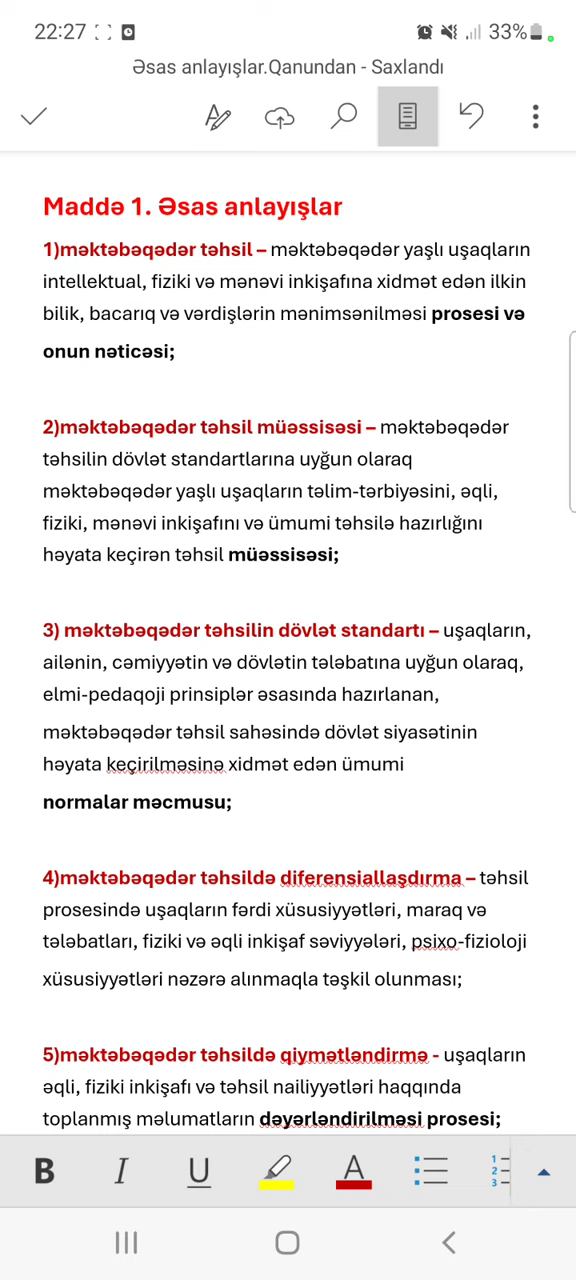 22:27
33%
Əsas anlayışlar.Qanundan - Saxlandı
Maddə 1. Əsas anlayışlar
1)məktəbəqədər təhsil – məktəbəqədər yaşlı uşaqların
intellektual, fiziki və mənəvi inkişafına xidmət edən ilkin
bilik, bacarıq və vərdişlərin mənimsənilməsi prosesi və
onun nəticəsi;
2)məktəbəqədər təhsil müəssisəsi – məktəbəqədər
təhsilin dövlət standartlarına uyğun olaraq
məktəbəqədər yaşlı uşaqların təlim-tərbiyəsini, əqli,
fiziki, mənəvi inkişafını və ümumi təhsilə hazırlığını
həyata keçirən təhsil müəssisəsi;
3) məktəbəqədər təhsilin dövlət standartı – uşaqların,
ailənin, cəmiyyətin və dövlətin tələbatına uyğun olaraq,
elmi-pedaqoji prinsiplər əsasında hazırlanan,
məktəbəqədər təhsil sahəsində dövlət siyasətinin
həyata keçirilməsinə xidmət edən ümumi
normalar məcmusu;
4)məktəbəqədər təhsildə diferensiallaşdırma – təhsil
prosesində uşaqların fərdi xüsusiyyətləri, maraq və
tələbatları, fiziki və əqli inkişaf səviyyələri, psixo-fizioloji
xüsusiyyətləri nəzərə alınmaqla təşkil olunması;
5)məktəbəqədər təhsildə qiymətləndirmə - uşaqların
əqli, fiziki inkişafı və təhsil nailiyyətləri haqqında
toplanmış məlumatların dəyərləndirilməsi prosesi;
B I U A 1 2 3